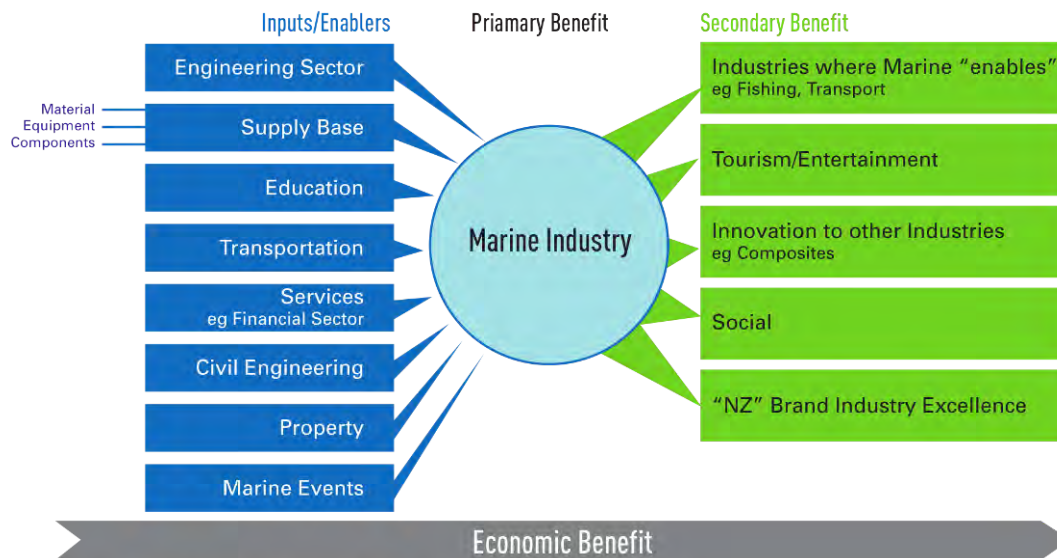 Inputs/Enablers
Priamary Benefit
Secondary Benefit
Engineering Sector
Material
Equipment
Components
Supply Base
Education
Transportation
Services
eg Financial Sector
Civil Engineering
Property
Marine Events
Marine Industry
Industries where Marine “enables”
eg Fishing, Transport
Tourism/Entertainment
Innovation to other Industries
eg Composites
Social
“NZ” Brand Industry Excellence
Economic Benefit